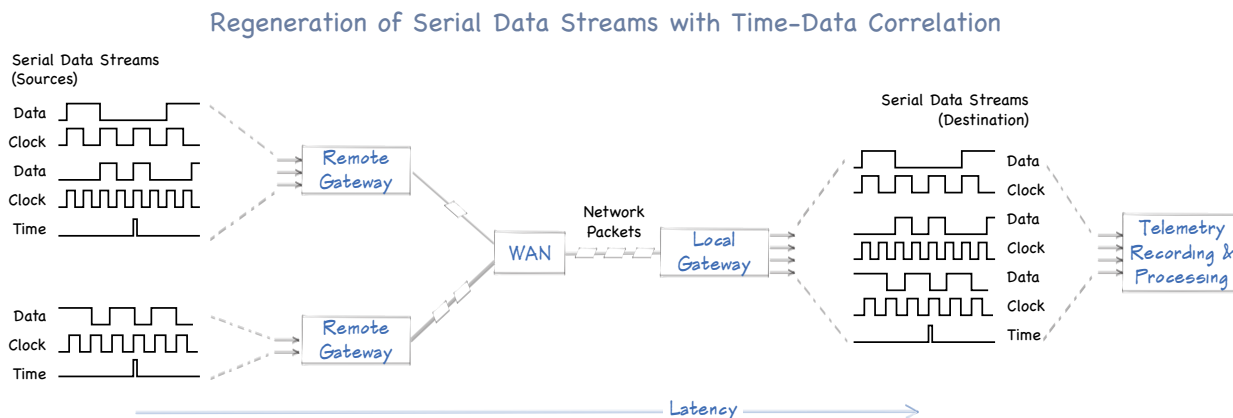 Regeneration of Serial Data Streams with Time-Data Correlation
Serial Data Streams
(Sources)
Data
Clock
Data
Clock
Time
Remote
Gateway
Data
Clock
Time
Remote
Gateway
WAN
Network
Packets
Local
Gateway
Serial Data Streams
(Destination)
Data
Clock
Data
Clock
Data
Clock
Time
Telemetry
Recording &
Processing
Latency